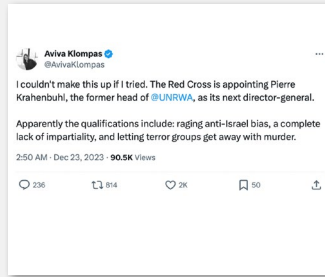 Aviva Klompas
@AvivaKlompas
...
I couldn't make this up if I tried. The Red Cross is appointing Pierre
Krahenbuhl, the former head of @UNRWA, as its next director-general.
Apparently the qualifications include: raging anti-Israel bias, a complete
lack of impartiality, and letting terror groups get away with murder.
2:50 AM · Dec 23, 2023 · 90.5K Views
236 814 2K 50